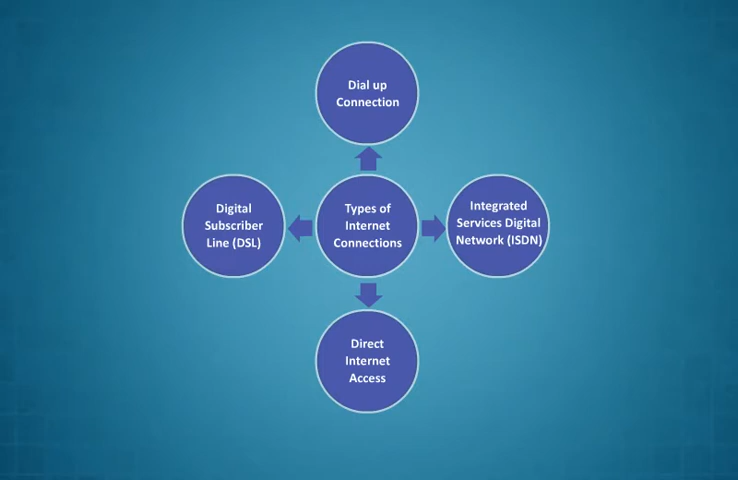 Dial up
Connection
Digital
Subscriber
Line (DSL)
Types of
Internet
Connections
Integrated
Services Digital
Network (ISDN)
Direct
Internet
Access